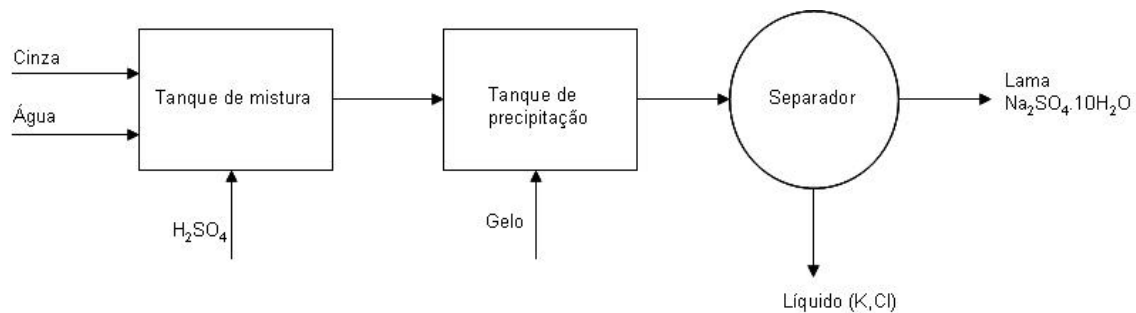 Cinza
Água
Tanque de mistura
H₂SO₄
Tanque de
precipitação
Gelo
Separador
Lama
Na₂SO₄.10H₂O
Líquido (K,Cl)